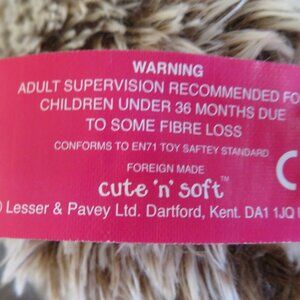 WARNING
ADULT SUPERVISION RECOMMENDED FO
CHILDREN UNDER 36 MONTHS DUE
TO SOME FIBRE LOSS
CONFORMS TO EN71 TOY SAFTEY STANDARD
FOREIGN MADE
cute 'n' soft™
Lesser & Pavey Ltd. Dartford, Kent. DA1 1JQ